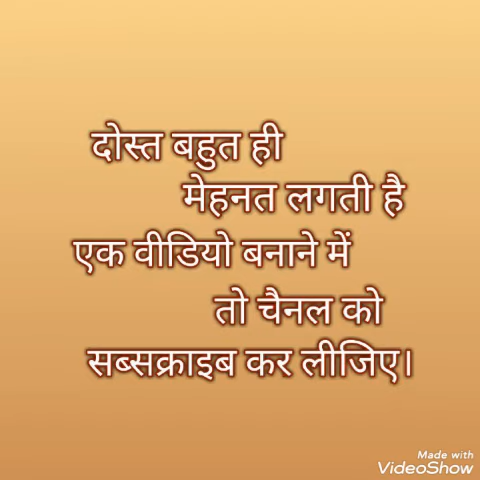 दोस्त बहुत ही
मेहनत लगती है
एक वीडियो बनाने में
तो चैनल को
सब्सक्राइब कर लीजिए।
Made with
VideoShow